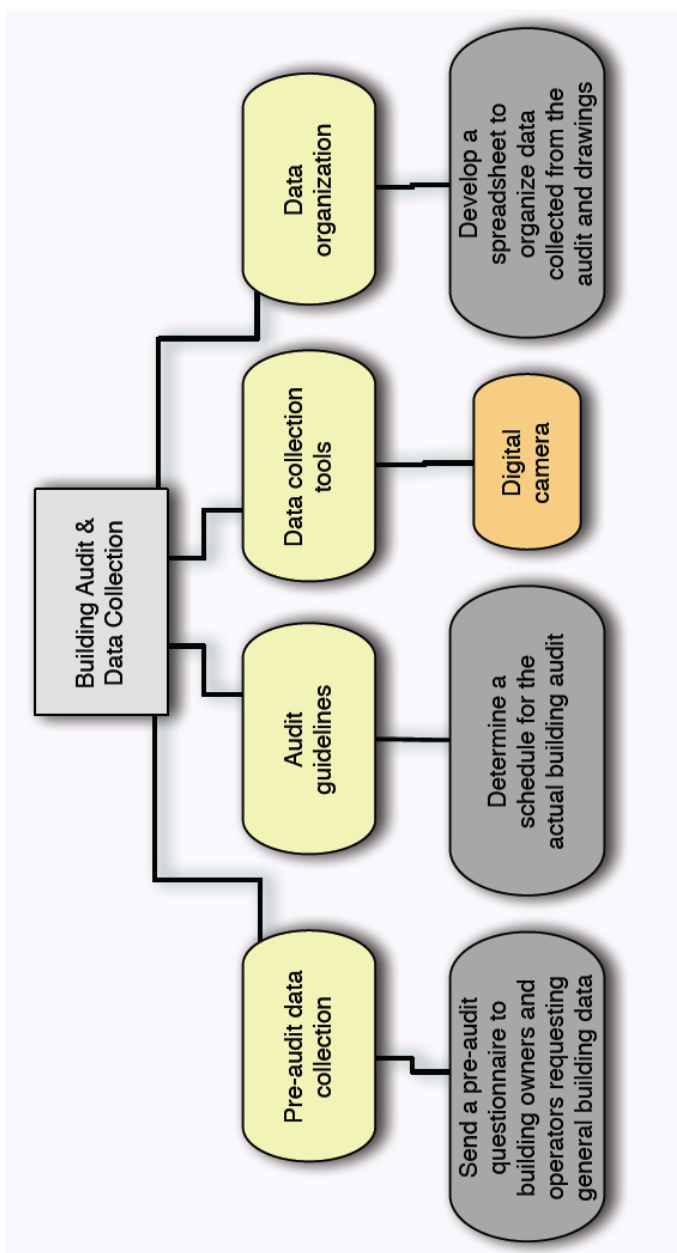 Building Audit &
Data Collection
Pre-audit data
collection
Audit
guidelines
Data collection
tools
Data
organization
Send a pre-audit
questionnaire to
building owners and
operators requesting
general building data
Determine a
schedule for the
actual building audit
Digital
camera
Develop a
spreadsheet to
organize data
collected from the
audit and drawings